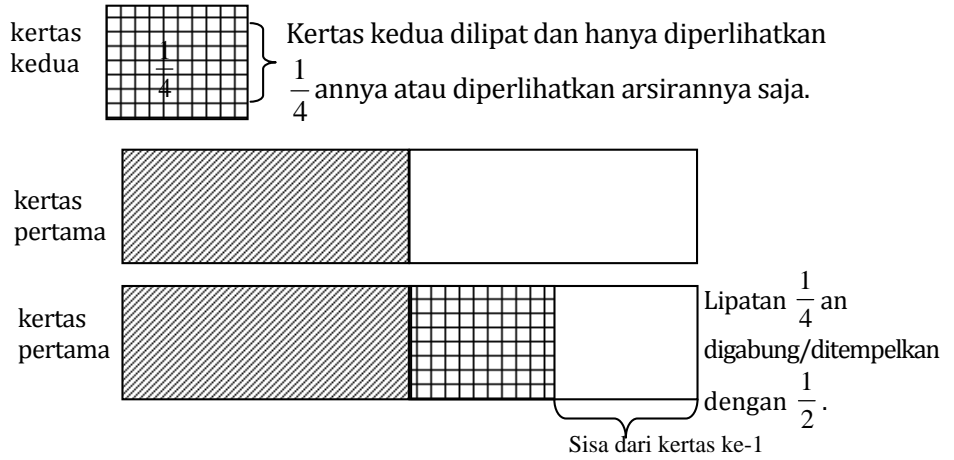 kertas
kedua
1/4
Kertas kedua dilipat dan hanya diperlihatkan
1/4 annya atau diperlihatkan arsirannya saja.
kertas
pertama
kertas
pertama
Lipatan 1/4 an
digabung/ditempelkan
dengan 1/2 .
Sisa dari kertas ke-1